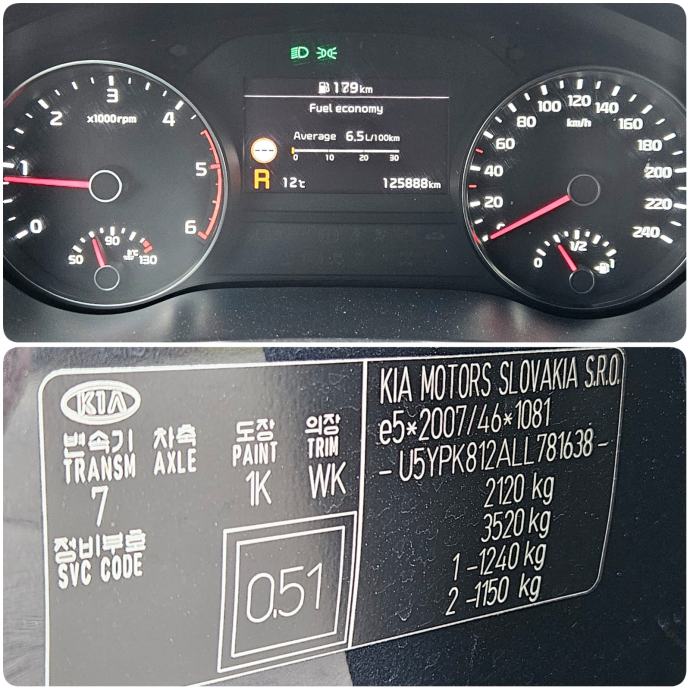 179km
Fuel economy
Average 6.5L/100km
0 10 20 30
R 12℃ 125888km
0 1 2 3 4 5 6
x1000rpm
50 90 130
℃
0 20 40 60 80 100 120 140 160 180 200 220 240
km/h
0 1/2 1
KIA
변속기 차축 도장 의장
TRANSM AXLE PAINT TRIM
7 1K WK
정비부호
SVC CODE
0.51
KIA MOTORS SLOVAKIA S.R.O.
e5*2007/46*1081
- U5YPK812ALL781638 -
2120 kg
3520 kg
1 -1240 kg
2 -1150 kg